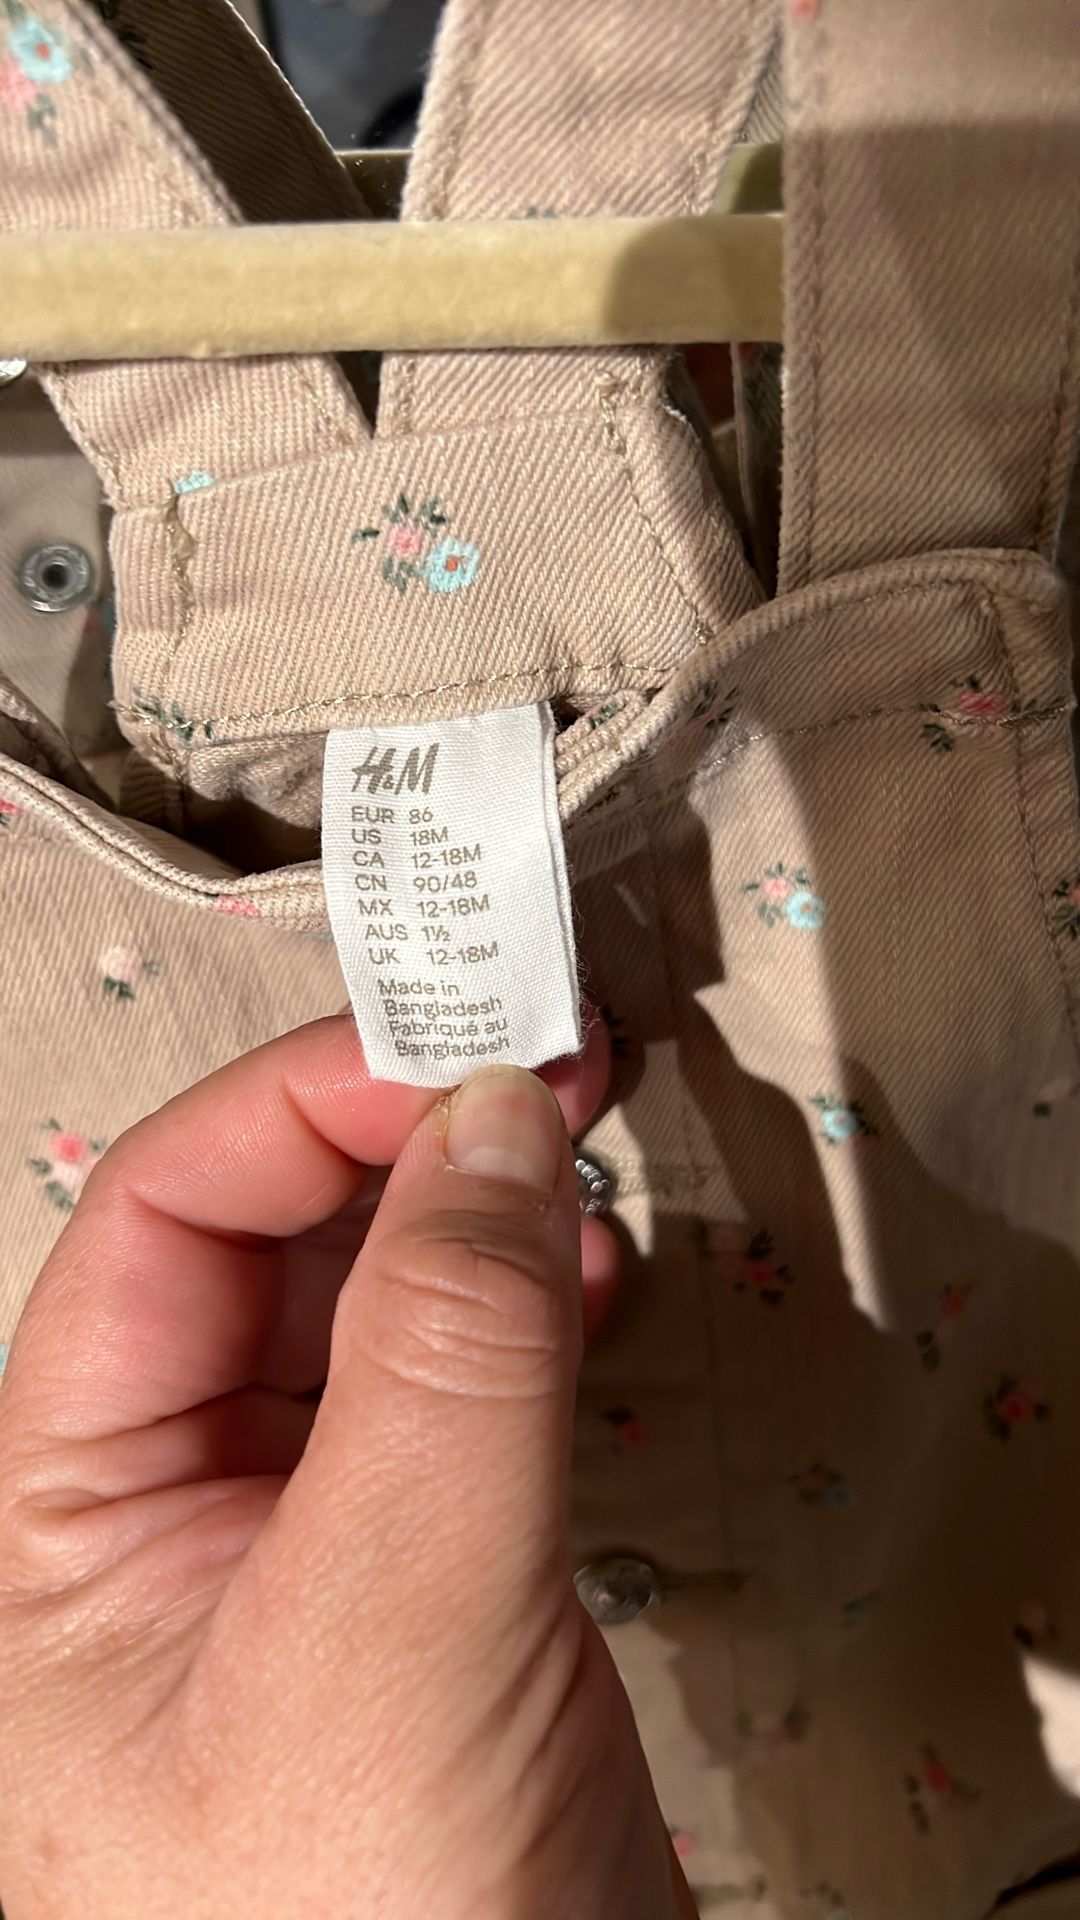 H&M
EUR 86
US 18M
CA 12-18M
CN 90/48
MX 12-18M
AUS 1½
UK 12-18M
Made in
Bangladesh
Fabriqué au
Bangladesh